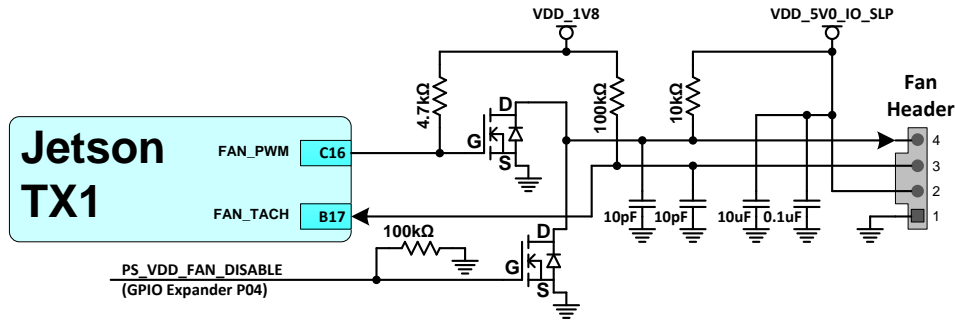 VDD_1V8
VDD_5V0_IO_SLP
Fan
Header
4.7kΩ
100kΩ
10kΩ
Jetson
TX1
FAN_PWM
C16
FAN_TACH
B17
D
G
S
4
3
2
1
10pF
10pF
10uF
0.1uF
100kΩ
D
G
S
PS_VDD_FAN_DISABLE
(GPIO Expander P04)